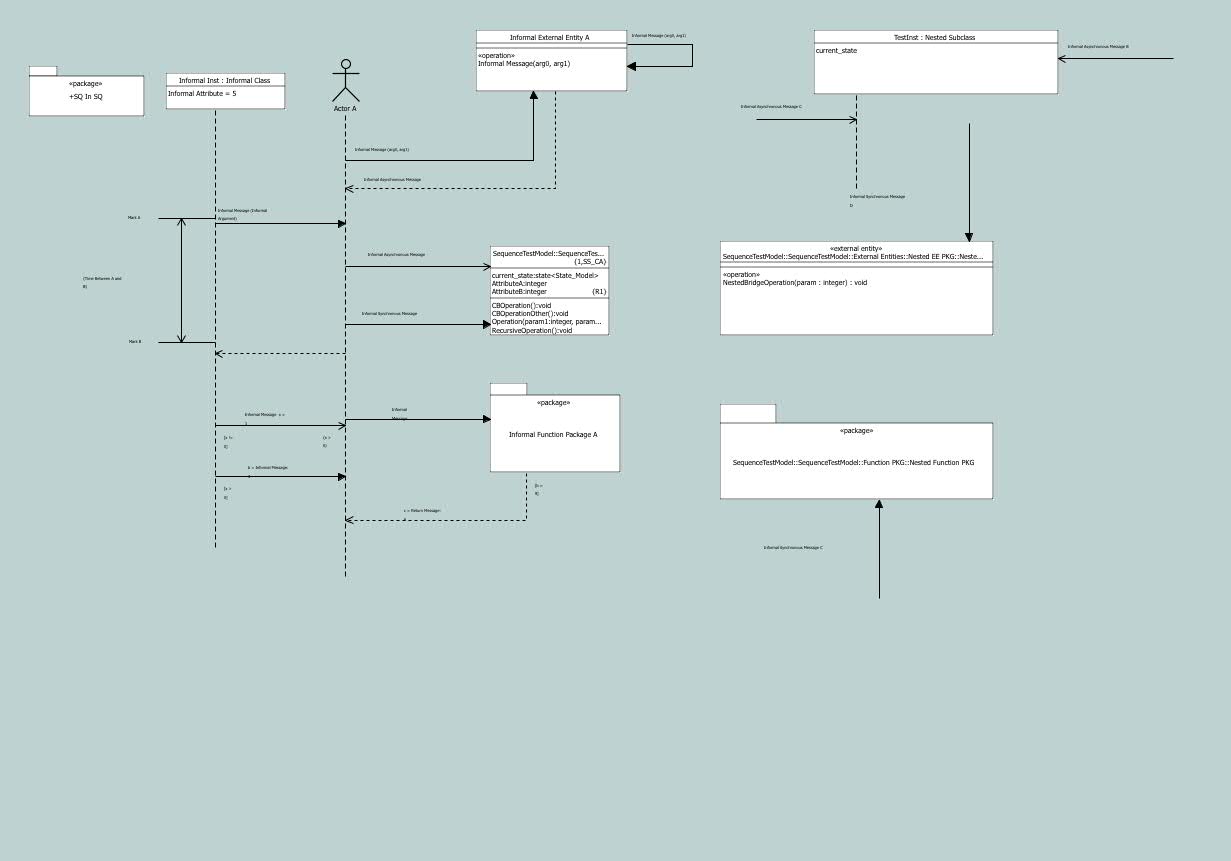 «package»
+SQ In SQ
Informal Inst : Informal Class
Informal Attribute = 5
Actor A
Informal External Entity A
«operation»
Informal Message(arg0, arg1)
Informal Message (arg0, arg1)
TestInst : Nested Subclass
current_state
Informal Asynchronous Message B
Informal Asynchronous Message C
Informal Message (arg0, arg1)
Informal Asynchronous Message
Informal Synchronous Message
D
Mark A
Informal Message (Informal
Argument)
{Time Between A and
B}
Mark B
Informal Asynchronous Message
Informal Synchronous Message
SequenceTestModel::SequenceTes...
{1,SS_CA}
current_state:state<State_Model>
AttributeA:integer
AttributeB:integer {R1}
CBOperation():void
CBOperationOther():void
Operation(param1:integer, param...
RecursiveOperation():void
«external entity»
SequenceTestModel::SequenceTestModel::External Entities::Nested EE PKG::Neste...
«operation»
NestedBridgeOperation(param : integer) : void
Informal Message
Informal
Message
«package»
Informal Function Package A
= Informal Message:
= Return Message:
«package»
SequenceTestModel::SequenceTestModel::Function PKG::Nested Function PKG
Informal Synchronous Message C